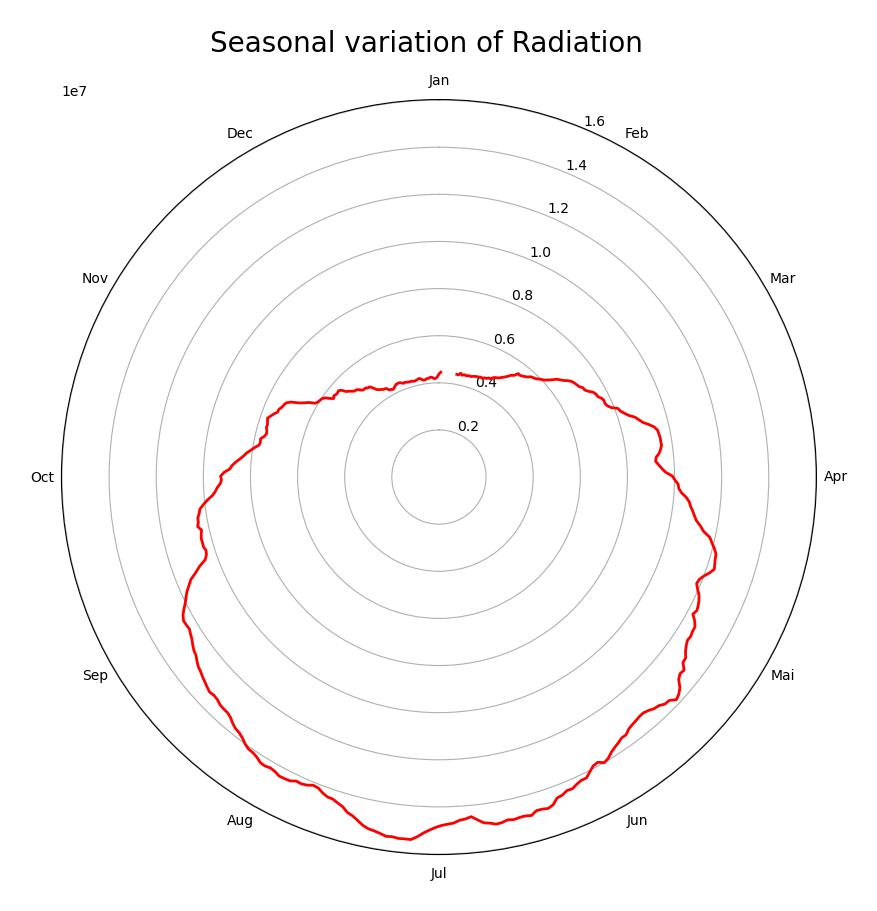 Seasonal variation of Radiation
Jan
1e7
1.6
Dec
Feb
1.4
1.2
1.0
Nov
Mar
0.8
0.6
0.4
0.2
Oct
Apr
Sep
Mai
Aug
Jun
Jul